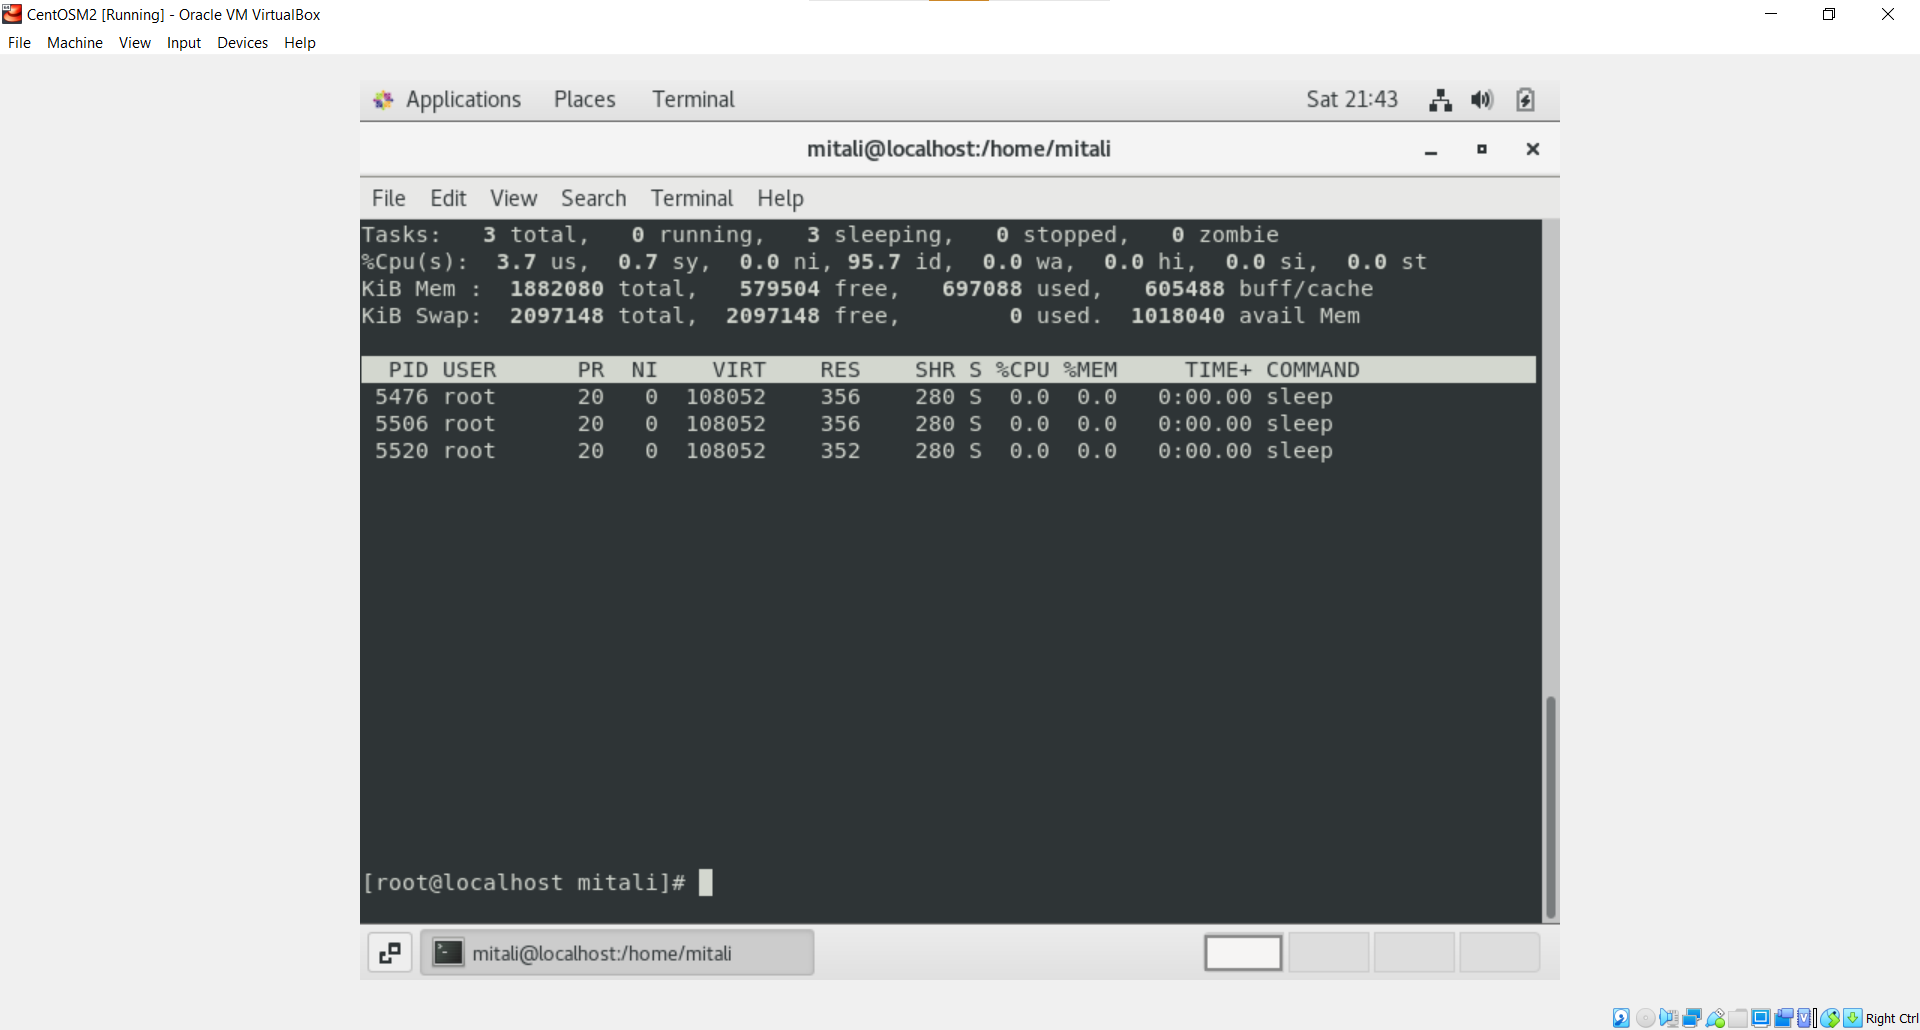 CentOSM2 [Running] - Oracle VM VirtualBox
File Machine View Input Devices Help
Applications Places Terminal Sat 21:43
mitali@localhost:/home/mitali
File Edit View Search Terminal Help
Tasks:   3 total,   0 running,   3 sleeping,   0 stopped,   0 zombie
%Cpu(s):  3.7 us,  0.7 sy,  0.0 ni, 95.7 id,  0.0 wa,  0.0 hi,  0.0 si,  0.0 st
KiB Mem :  1882080 total,   579504 free,   697088 used,   605488 buff/cache
KiB Swap:  2097148 total,  2097148 free,        0 used.  1018040 avail Mem
  PID USER      PR  NI    VIRT    RES    SHR S %CPU %MEM     TIME+ COMMAND
 5476 root      20   0  108052    356    280 S  0.0  0.0   0:00.00 sleep
 5506 root      20   0  108052    356    280 S  0.0  0.0   0:00.00 sleep
 5520 root      20   0  108052    352    280 S  0.0  0.0   0:00.00 sleep
[root@localhost mitali]#
mitali@localhost:/home/mitali
Right Ctrl